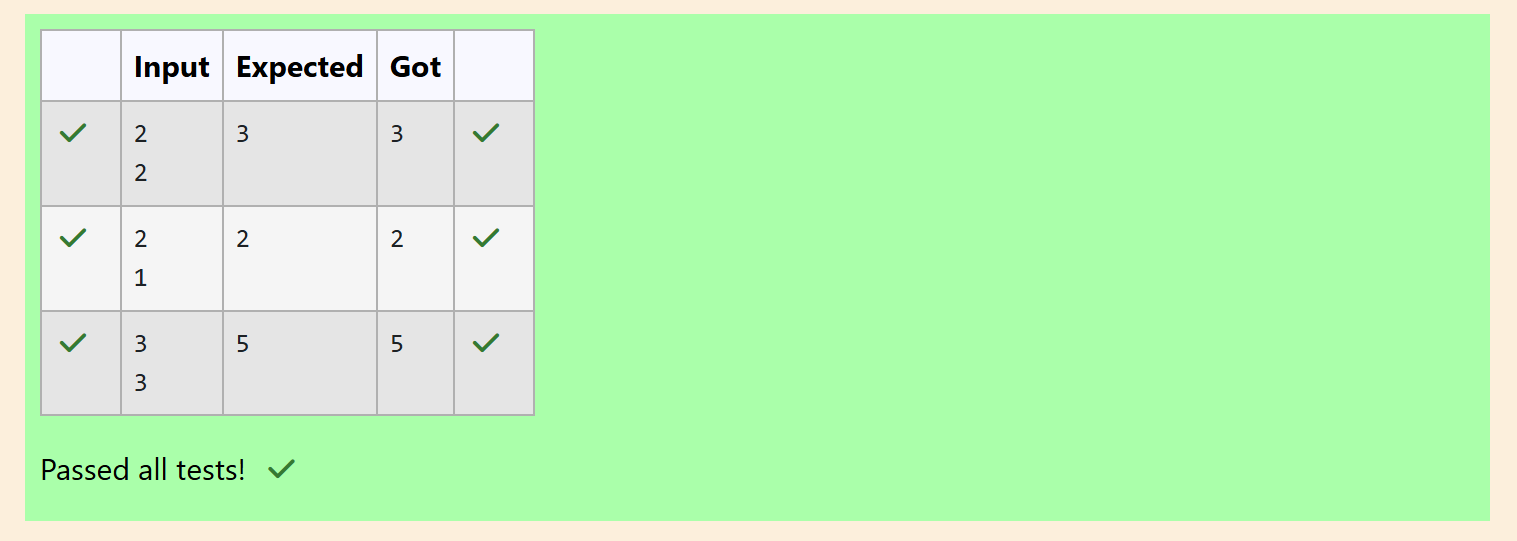 Input Expected Got
2 3 3
2
2 2 2
1
3 5 5
3
Passed all tests!